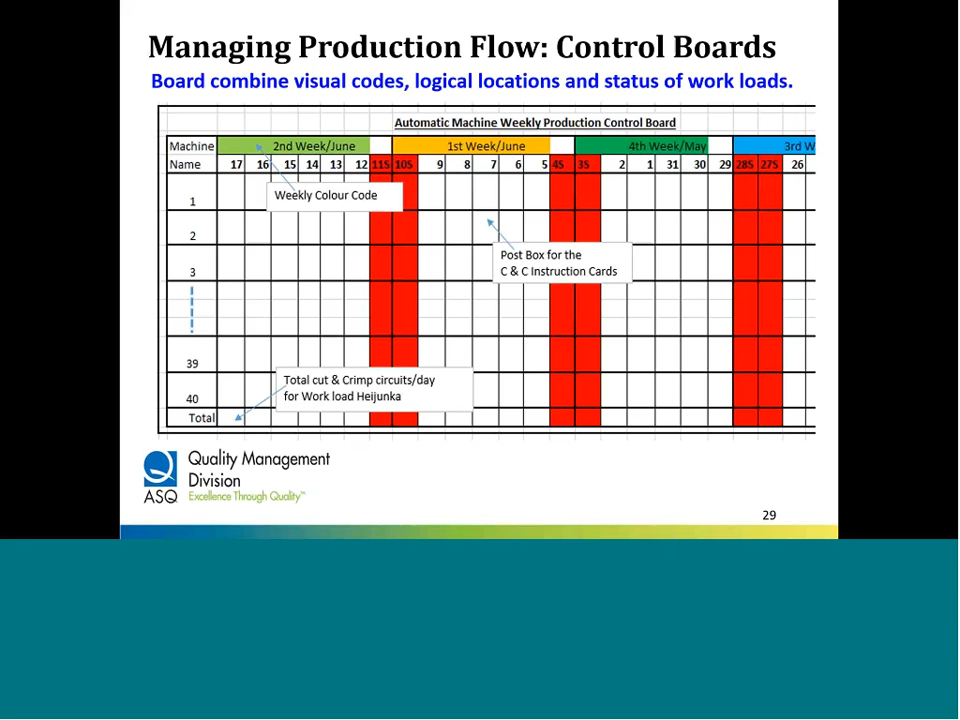 Managing Production Flow: Control Boards
Board combine visual codes, logical locations and status of work loads.
Automatic Machine Weekly Production Control Board
Machine 2nd Week/June 1st Week/June 4th Week/May 3rd W
Name 17 16 15 14 13 12 11S 10S 9 8 7 6 5 4S 3S 2 1 31 30 29 28S 27S 26
Weekly Colour Code
1
2
Post Box for the
C & C Instruction Cards
3
39
Total cut & Crimp circuits/day
for Work load Heijunka
40
Total
Quality Management
Division
ASQ Excellence Through Quality™
29